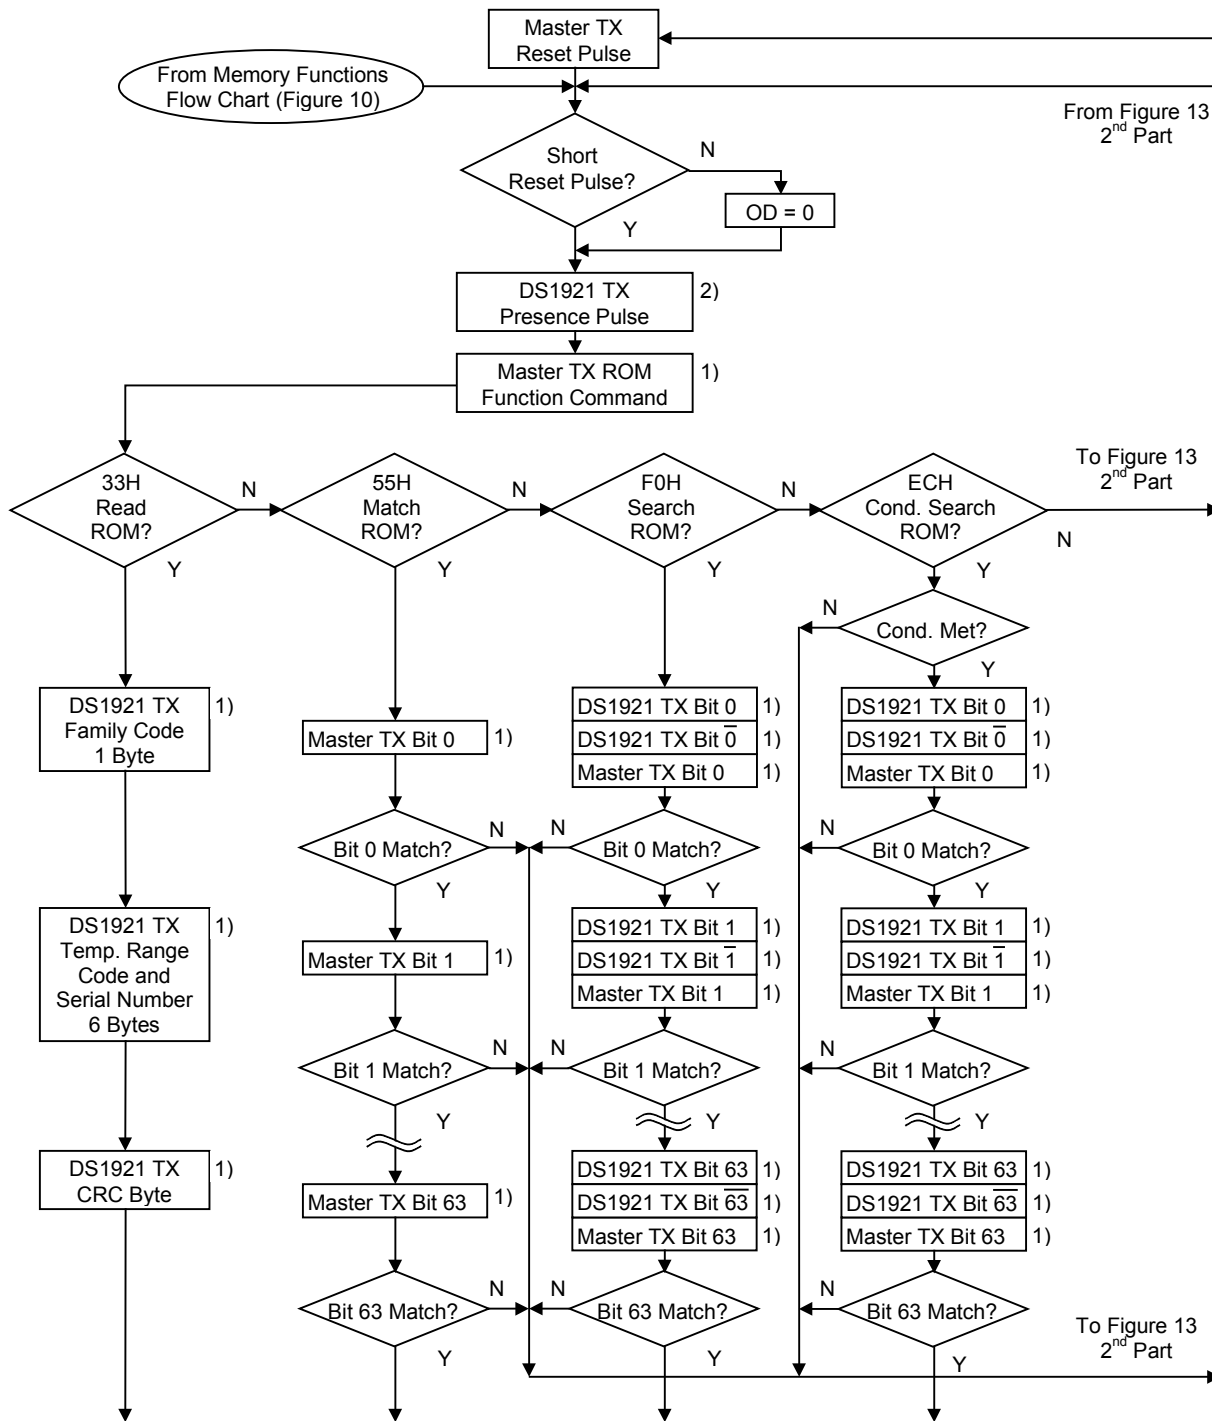 Master TX
Reset Pulse
From Memory Functions
Flow Chart (Figure 10)
From Figure 13
2nd Part
Short
Reset Pulse?
N
OD = 0
Y
DS1921 TX
Presence Pulse
2)
Master TX ROM
Function Command
1)
33H
Read
ROM?
N
Y
55H
Match
ROM?
N
Y
F0H
Search
ROM?
N
Y
ECH
Cond. Search
ROM?
N
Y
To Figure 13
2nd Part
Cond. Met?
N
Y
DS1921 TX
Family Code
1 Byte
1)
DS1921 TX
Temp. Range
Code and
Serial Number
6 Bytes
1)
DS1921 TX
CRC Byte
1)
Master TX Bit 0
1)
Bit 0 Match?
N
Y
Master TX Bit 1
1)
Bit 1 Match?
N
Y
Master TX Bit 63
1)
Bit 63 Match?
N
Y
DS1921 TX Bit 0
1)
DS1921 TX Bit 0̅
1)
Master TX Bit 0
1)
Bit 0 Match?
N
Y
DS1921 TX Bit 1
1)
DS1921 TX Bit 1̅
1)
Master TX Bit 1
1)
Bit 1 Match?
N
Y
DS1921 TX Bit 63
1)
DS1921 TX Bit 6̅3̅
1)
Master TX Bit 63
1)
Bit 63 Match?
N
Y
DS1921 TX Bit 0
1)
DS1921 TX Bit 0̅
1)
Master TX Bit 0
1)
Bit 0 Match?
N
Y
DS1921 TX Bit 1
1)
DS1921 TX Bit 1̅
1)
Master TX Bit 1
1)
Bit 1 Match?
N
Y
DS1921 TX Bit 63
1)
DS1921 TX Bit 6̅3̅
1)
Master TX Bit 63
1)
Bit 63 Match?
N
Y
To Figure 13
2nd Part